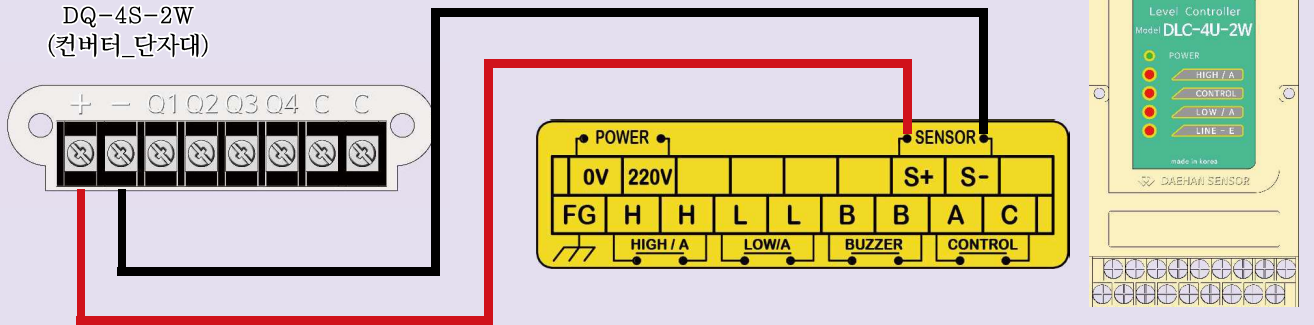 DQ-4S-2W
(컨버터_단자대)
+ - Q1 Q2 Q3 Q4 C C
POWER SENSOR
0V 220V S+ S-
FG H H L L B B A C
HIGH / A LOW/A BUZZER CONTROL
Level Controller
Model DLC-4U-2W
POWER
HIGH / A
CONTROL
LOW / A
LINE - E
made in korea
DAEHAN SENSOR